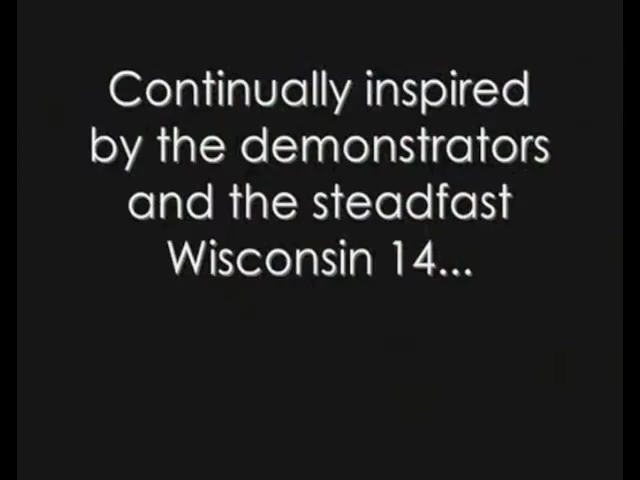 Continually inspired
by the demonstrators
and the steadfast
Wisconsin 14...